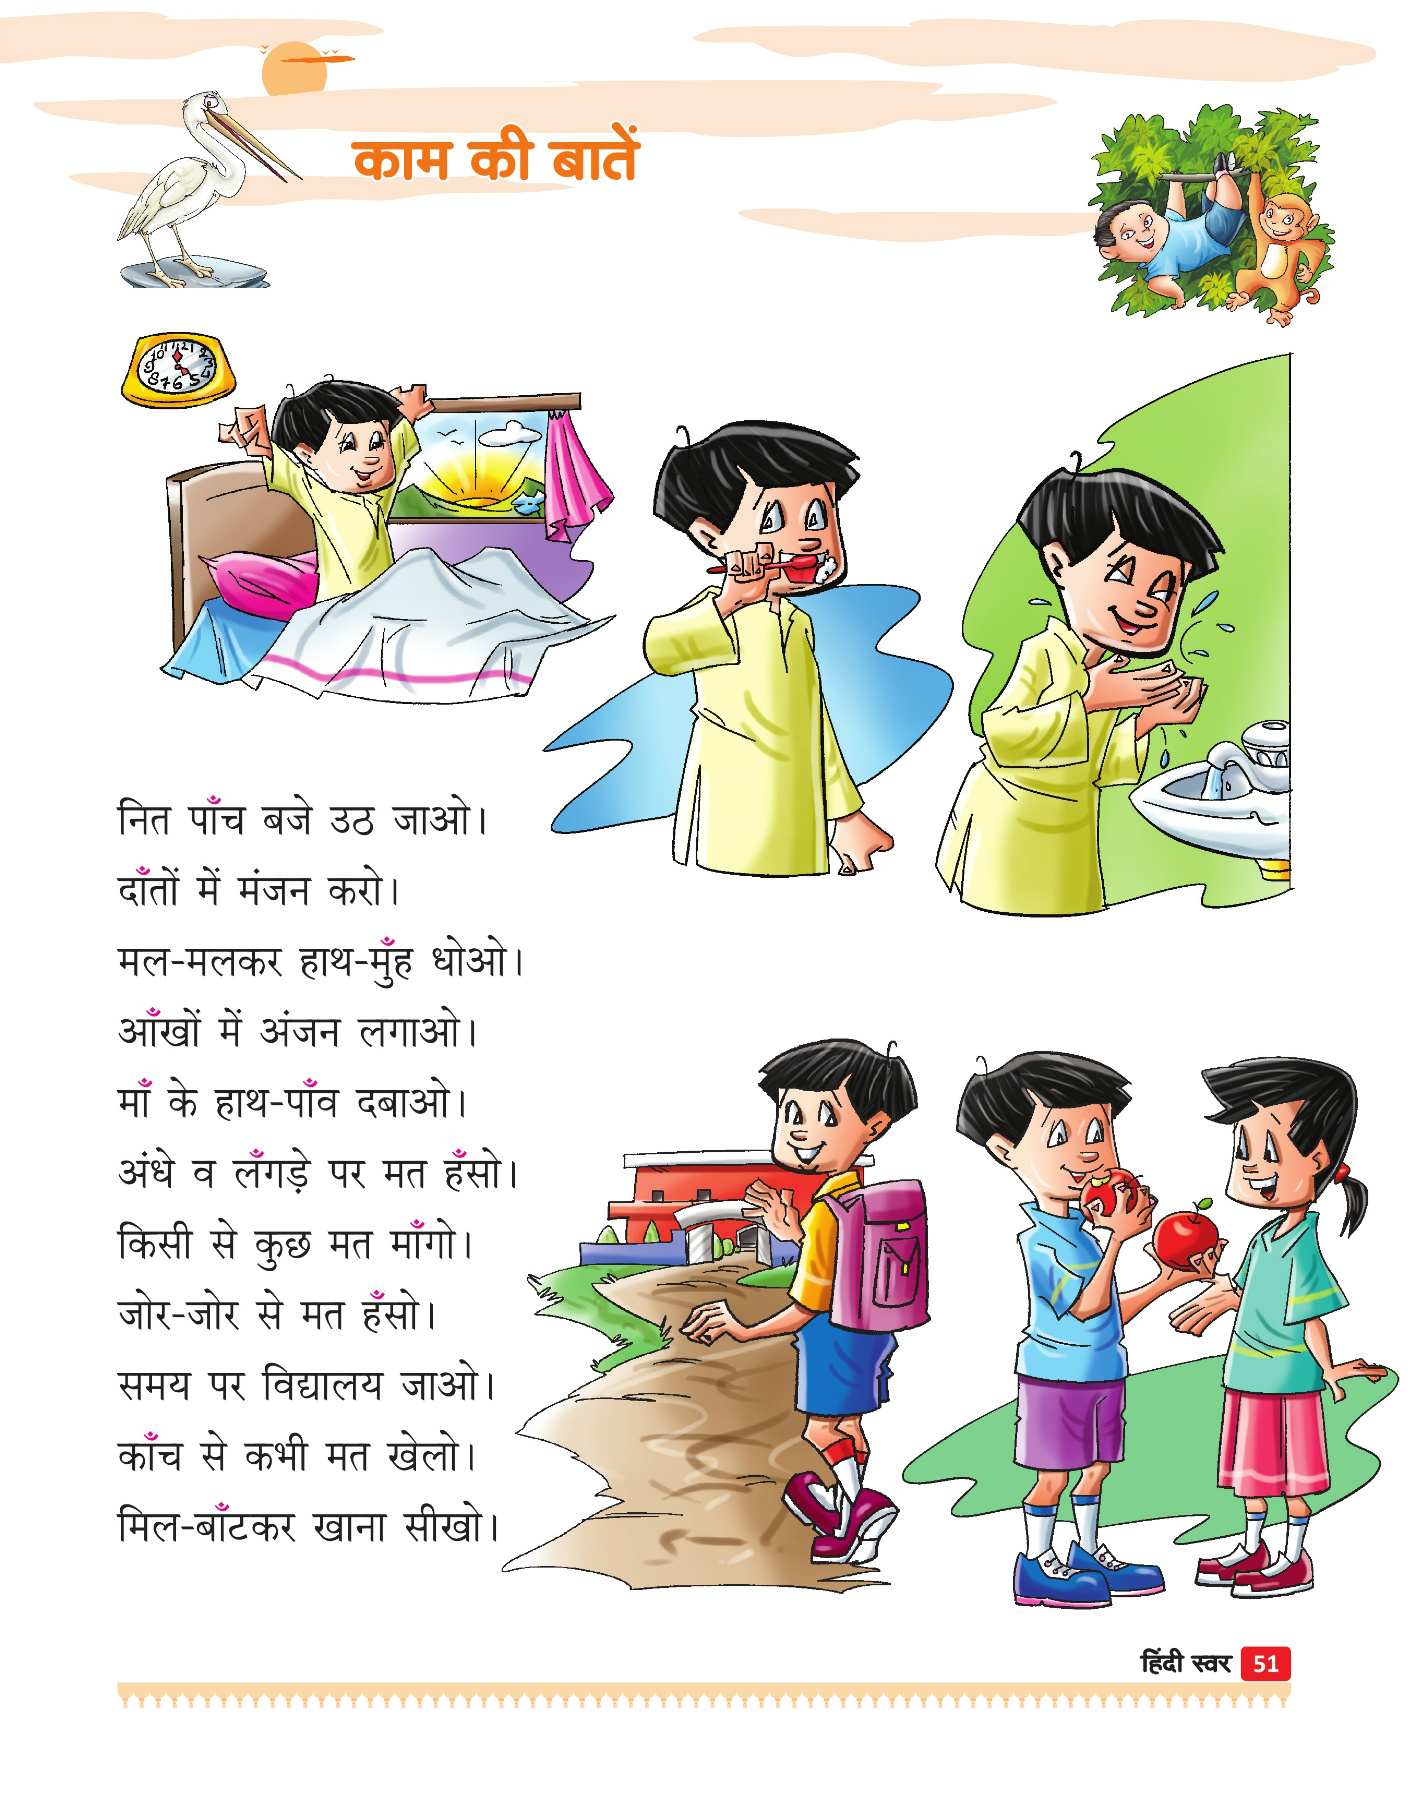 काम की बातें
नित पाँच बजे उठ जाओ।
दाँतों में मंजन करो।
मल-मलकर हाथ-मुँह धोओ।
आँखों में अंजन लगाओ।
माँ के हाथ-पाँव दबाओ।
अंधे व लँगड़े पर मत हँसो।
किसी से कुछ मत माँगो।
जोर-जोर से मत हँसो।
समय पर विद्यालय जाओ।
काँच से कभी मत खेलो।
मिल-बाँटकर खाना सीखो।
हिंदी स्वर 51